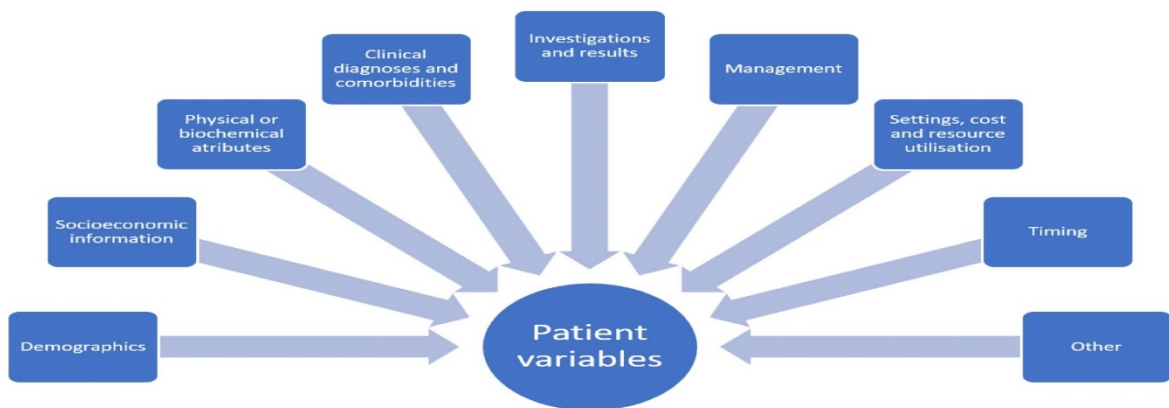 Investigations
and results
Clinical
diagnoses and
comorbidities
Management
Physical or
biochemical
atributes
Settings, cost
and resource
utilisation
Socioeconomic
information
Timing
Demographics
Patient
variables
Other